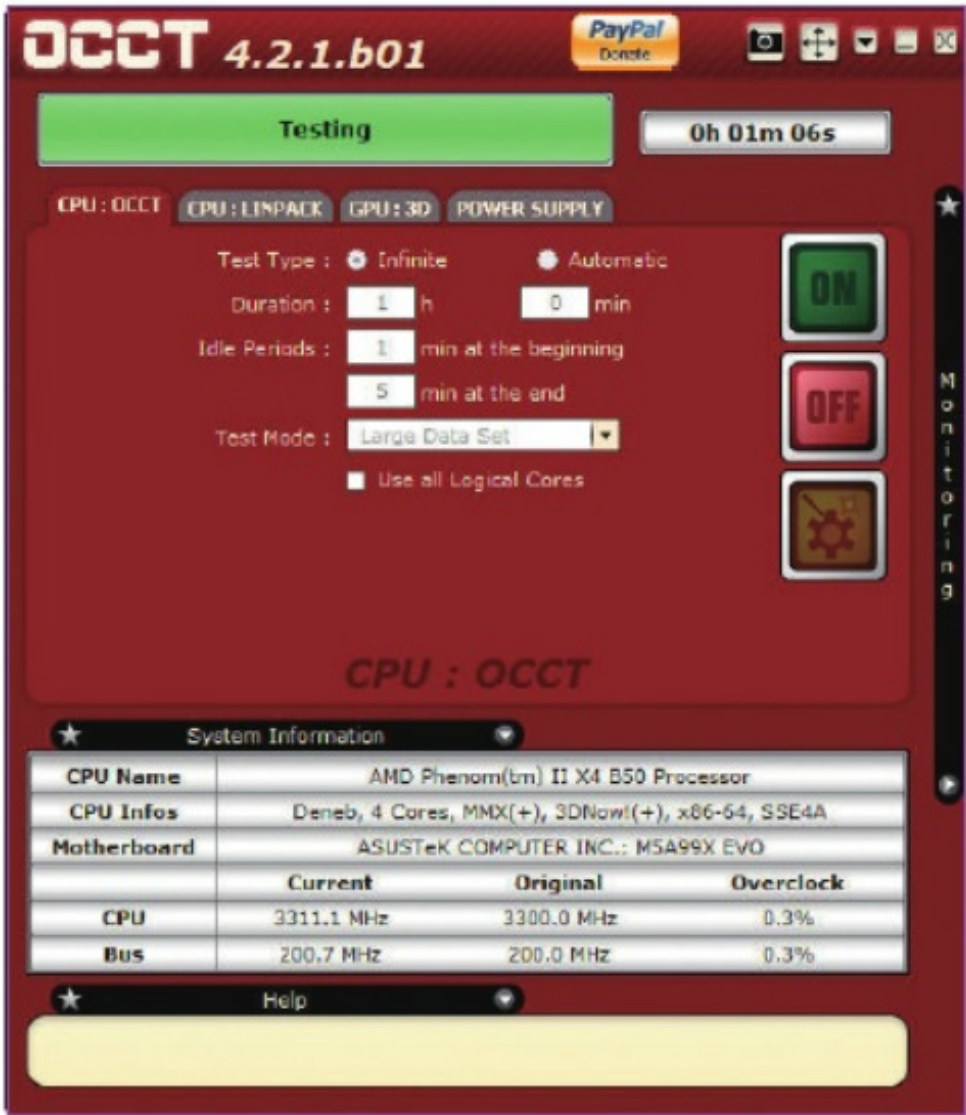 OCCT 4.2.1.b01
PayPal
Donate
Testing
0h 01m 06s
CPU : OCCT CPU : LINPACK GPU : 3D POWER SUPPLY
Test Type : Infinite Automatic
Duration : 1 h 0 min
Idle Periods : 1 min at the beginning
5 min at the end
Test Mode : Large Data Set
Use all Logical Cores
ON
OFF
Monitoring
CPU : OCCT
System Information
CPU Name AMD Phenom(tm) II X4 B50 Processor
CPU Infos Deneb, 4 Cores, MMX(+), 3DNow!(+), x86-64, SSE4A
Motherboard ASUSTeK COMPUTER INC.: M5A99X EVO
Current Original Overclock
CPU 3311.1 MHz 3300.0 MHz 0.3%
Bus 200.7 MHz 200.0 MHz 0.3%
Help